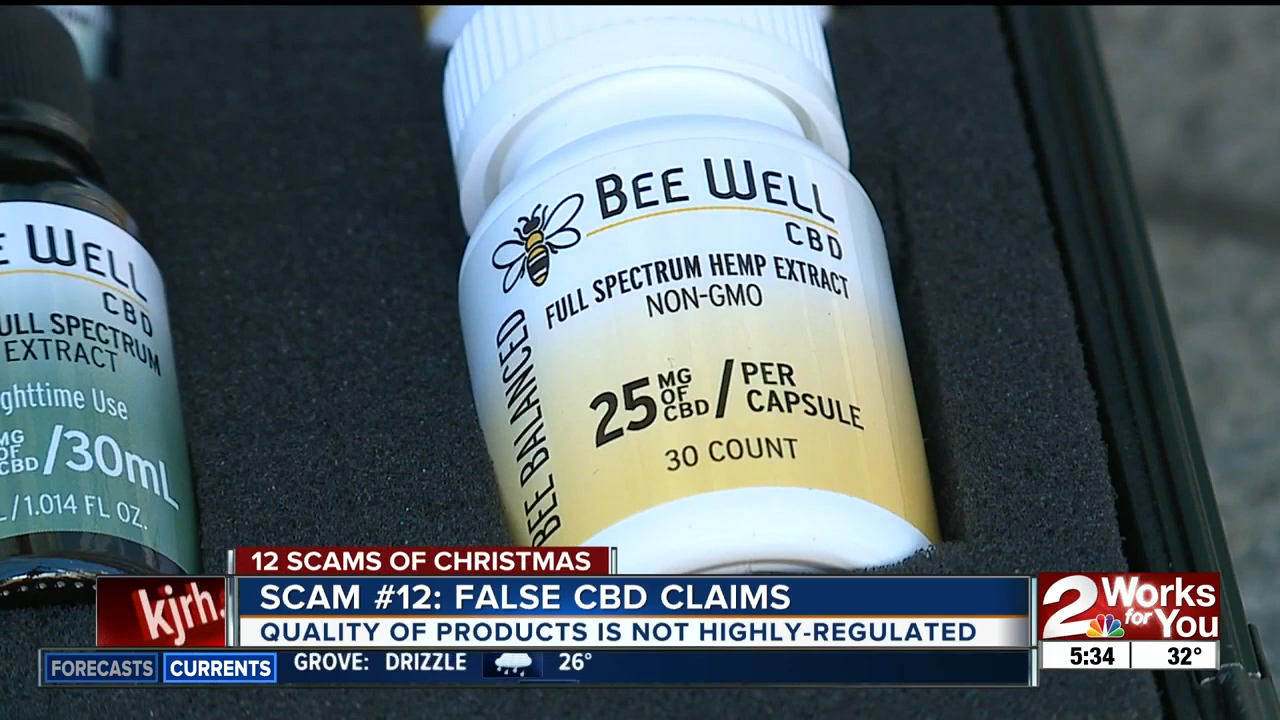 BEE WELL
CBD
FULL SPECTRUM HEMP EXTRACT
NON-GMO
BEE BALANCED
25 MG OF CBD / PER CAPSULE
30 COUNT
WELL
CBD
SPECTRUM
EXTRACT
Use
MG
OF
CBD /30mL
/1.014 FL OZ.
12 SCAMS OF CHRISTMAS
kjrh.
SCAM #12: FALSE CBD CLAIMS
QUALITY OF PRODUCTS IS NOT HIGHLY-REGULATED
2 Works for You
FORECASTS CURRENTS GROVE: DRIZZLE 26°
5:34 32°